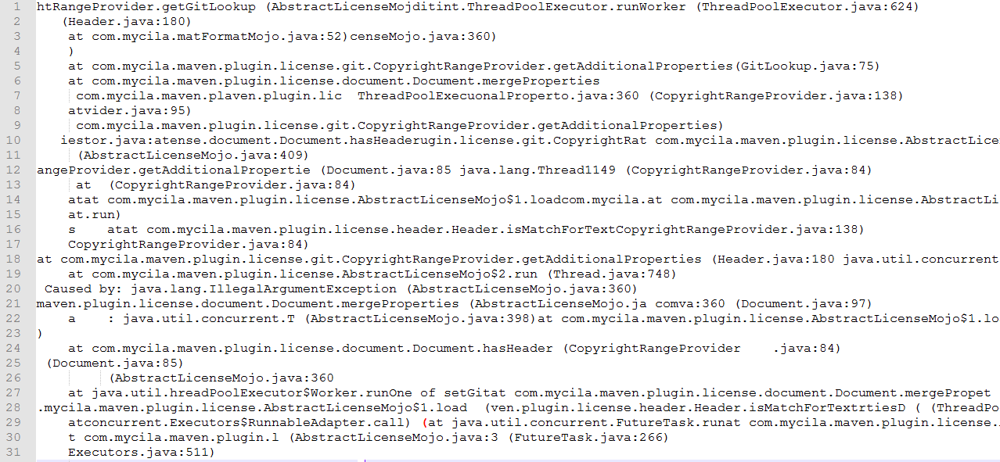 1 htRangeProvider.getGitLookup (AbstractLicenseMojditint.ThreadPoolExecutor.runWorker (ThreadPoolExecutor.java:624)
2 (Header.java:180)
3 at com.mycila.matFormatMojo.java:52)censeMojo.java:360)
4 )
5 at com.mycila.maven.plugin.license.git.CopyrightRangeProvider.getAdditionalProperties(GitLookup.java:75)
6 at com.mycila.maven.plugin.license.document.Document.mergeProperties
7 com.mycila.maven.plaven.plugin.lic ThreadPoolExecuonalProperto.java:360 (CopyrightRangeProvider.java:138)
8 atvider.java:95)
9 com.mycila.maven.plugin.license.git.CopyrightRangeProvider.getAdditionalProperties)
10 iestor.java:atense.document.Document.hasHeaderugin.license.git.CopyrightRat com.mycila.maven.plugin.license.AbstractLice
11 (AbstractLicenseMojo.java:409)
12 angeProvider.getAdditionalPropertie (Document.java:85 java.lang.Thread1149 (CopyrightRangeProvider.java:84)
13 at (CopyrightRangeProvider.java:84)
14 atat com.mycila.maven.plugin.license.AbstractLicenseMojo$1.loadcom.mycila.at com.mycila.maven.plugin.license.AbstractLi
15 at.run)
16 s atat com.mycila.maven.plugin.license.header.Header.isMatchForTextCopyrightRangeProvider.java:138)
17 CopyrightRangeProvider.java:84)
18 at com.mycila.maven.plugin.license.git.CopyrightRangeProvider.getAdditionalProperties (Header.java:180 java.util.concurrent
19 at com.mycila.maven.plugin.license.AbstractLicenseMojo$2.run (Thread.java:748)
20 Caused by: java.lang.IllegalArgumentException (AbstractLicenseMojo.java:360)
21 maven.plugin.license.document.Document.mergeProperties (AbstractLicenseMojo.ja comva:360 (Document.java:97)
22 a : java.util.concurrent.T (AbstractLicenseMojo.java:398)at com.mycila.maven.plugin.license.AbstractLicenseMojo$1.lo
23 )
24 at com.mycila.maven.plugin.license.document.Document.hasHeader (CopyrightRangeProvider .java:84)
25 (Document.java:85)
26 (AbstractLicenseMojo.java:360
27 at java.util.hreadPoolExecutor$Worker.runOne of setGitat com.mycila.maven.plugin.license.document.Document.mergePropet
28 .mycila.maven.plugin.license.AbstractLicenseMojo$1.load (ven.plugin.license.header.Header.isMatchForTextrtiesD ( (ThreadPo
29 atconcurrent.Executors$RunnableAdapter.call) (at java.util.concurrent.FutureTask.runat com.mycila.maven.plugin.license.
30 t com.mycila.maven.plugin.l (AbstractLicenseMojo.java:3 (FutureTask.java:266)
31 Executors.java:511)